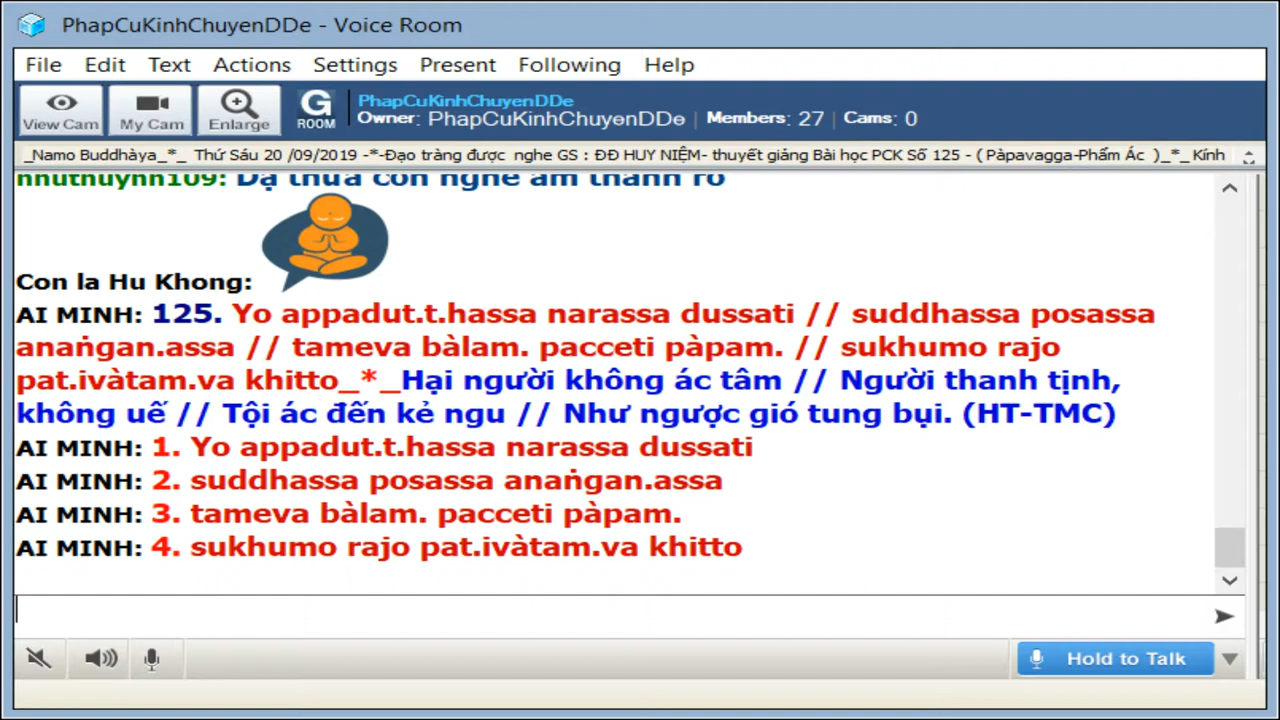 PhapCuKinhChuyenDDe - Voice Room
File Edit Text Actions Settings Present Following Help
View Cam My Cam Enlarge G ROOM PhapCuKinhChuyenDDe
Owner: PhapCuKinhChuyenDDe | Members: 27 | Cams: 0
_Namo Buddhàya_*_ Thứ Sáu 20 /09/2019 -*-Đạo tràng được nghe GS : ĐĐ HUY NIỆM- thuyết giảng Bài học PCK Số 125 - ( Pàpavagga-Phẩm Ác )_*_ Kính
nhuthuynh109: Dạ thưa con nghe âm thanh rõ
Con la Hu Khong:
AI MINH: 125. Yo appadut.t.hassa narassa dussati // suddhassa posassa
anaṅgan.assa // tameva bàlam. pacceti pàpam. // sukhumo rajo
pat.ivàtam.va khitto_*_Hại người không ác tâm // Người thanh tịnh,
không uế // Tội ác đến kẻ ngu // Như ngược gió tung bụi. (HT-TMC)
AI MINH: 1. Yo appadut.t.hassa narassa dussati
AI MINH: 2. suddhassa posassa anaṅgan.assa
AI MINH: 3. tameva bàlam. pacceti pàpam.
AI MINH: 4. sukhumo rajo pat.ivàtam.va khitto
Hold to Talk